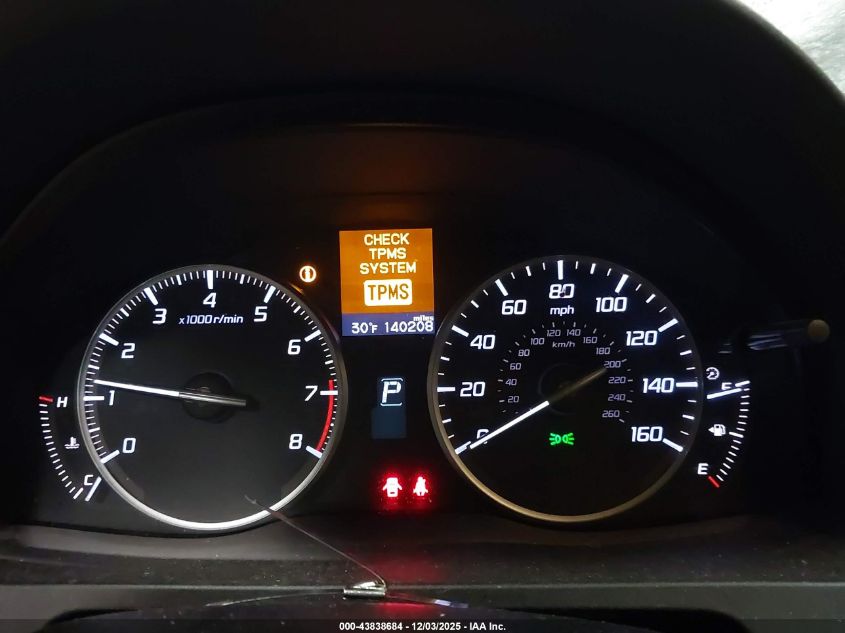 CHECK
TPMS
SYSTEM
TPMS
miles
30°F 140208
0 1 2 3 4 5 6 7 8
x1000 r/min
H
C
P
0 20 40 60 80 100 120 140 160
mph
20 40 60 80 100 120 140 160 180 200 220 240 260
km/h
F
E
000-43838684 - 12/03/2025 - IAA Inc.